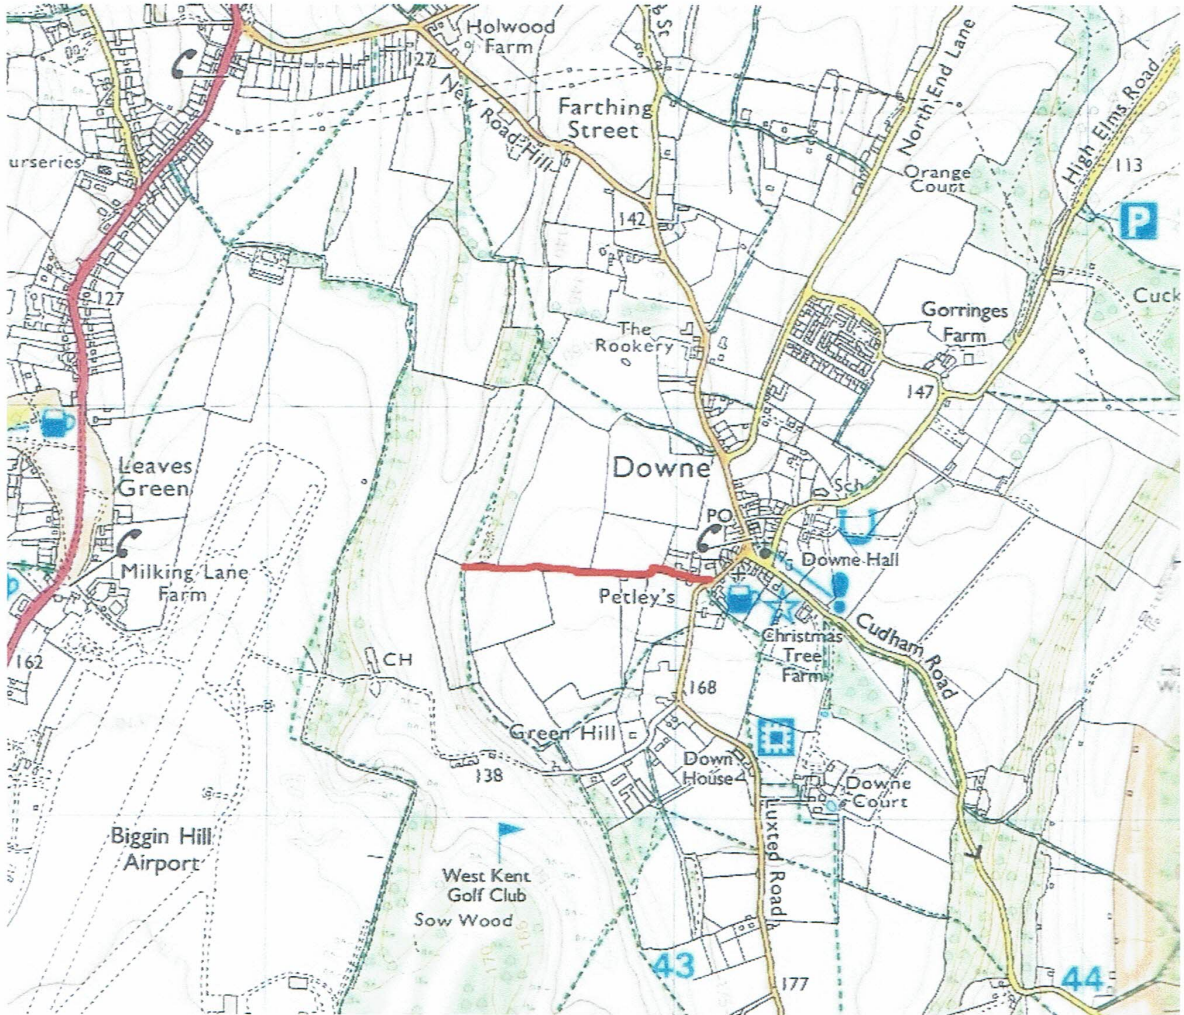 Holwood
Farm
127
New Road Hill
Farthing
Street
North End Lane
High Elms Road
113
urseries
Orange
Court
P
142
127
Cuck
Gorringes
Farm
The
Rookery
147
Leaves
Green
Downe
Sch
PO
Downe Hall
Milking Lane
Farm
Petley's
Christmas
Tree
Farm
Cudham Road
162
CH
168
Green Hill
Down
House
138
Downe
Court
Biggin Hill
Airport
Luxted Road
West Kent
Golf Club
Sow Wood
43
44
177